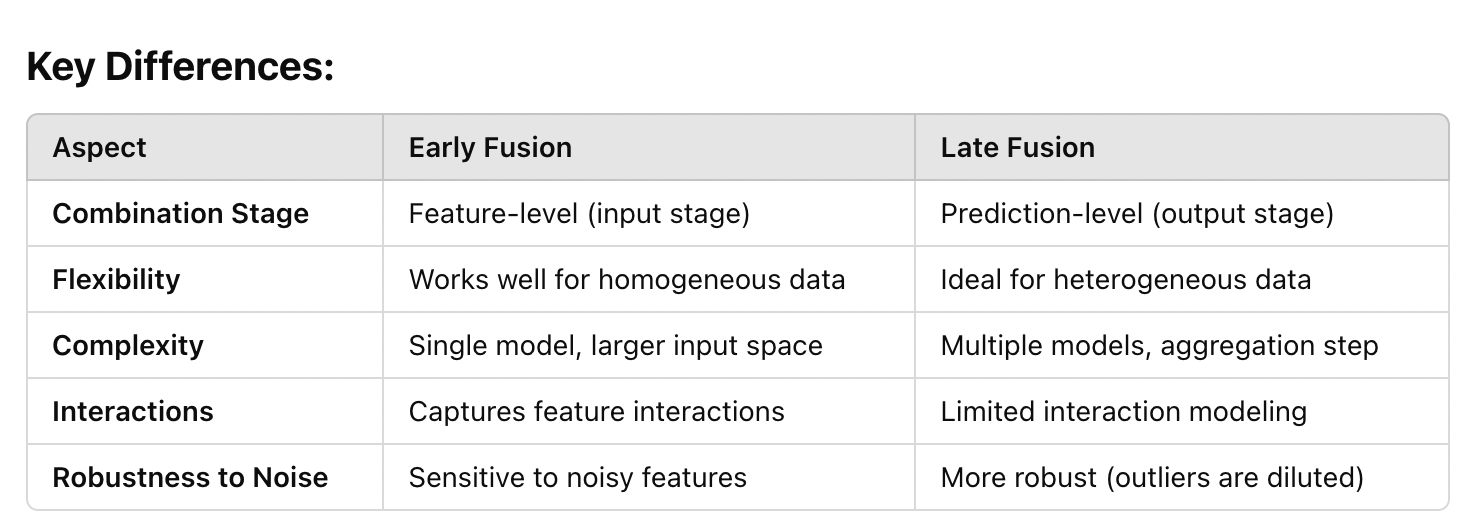 Key Differences:
Aspect Early Fusion Late Fusion
Combination Stage Feature-level (input stage) Prediction-level (output stage)
Flexibility Works well for homogeneous data Ideal for heterogeneous data
Complexity Single model, larger input space Multiple models, aggregation step
Interactions Captures feature interactions Limited interaction modeling
Robustness to Noise Sensitive to noisy features More robust (outliers are diluted)